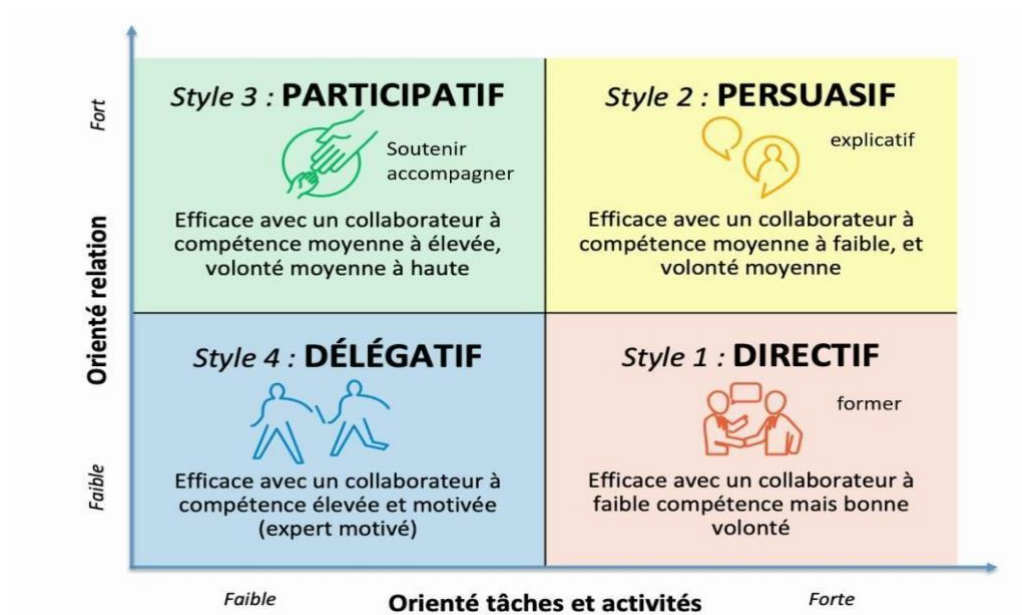 Fort
Orienté relation
Faible
Style 3 : PARTICIPATIF
Soutenir
accompagner
Efficace avec un collaborateur à
compétence moyenne à élevée,
volonté moyenne à haute
Style 2 : PERSUASIF
explicatif
Efficace avec un collaborateur à
compétence moyenne à faible, et
volonté moyenne
Style 4 : DÉLÉGATIF
Efficace avec un collaborateur à
compétence élevée et motivée
(expert motivé)
Style 1 : DIRECTIF
former
Efficace avec un collaborateur à
faible compétence mais bonne
volonté
Faible
Orienté tâches et activités
Forte